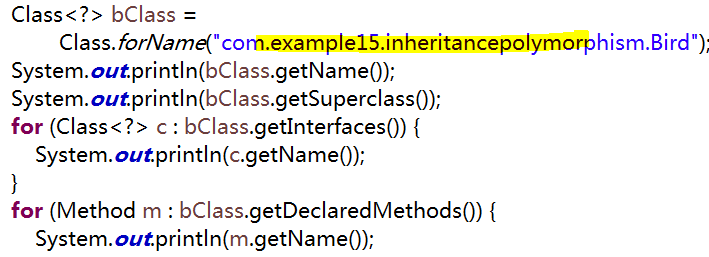 Class<?> bClass =
Class.forName("com.example15.inheritancepolymorphism.Bird");
System.out.println(bClass.getName());
System.out.println(bClass.getSuperclass());
for (Class<?> c : bClass.getInterfaces()) {
System.out.println(c.getName());
}
for (Method m : bClass.getDeclaredMethods()) {
System.out.println(m.getName());